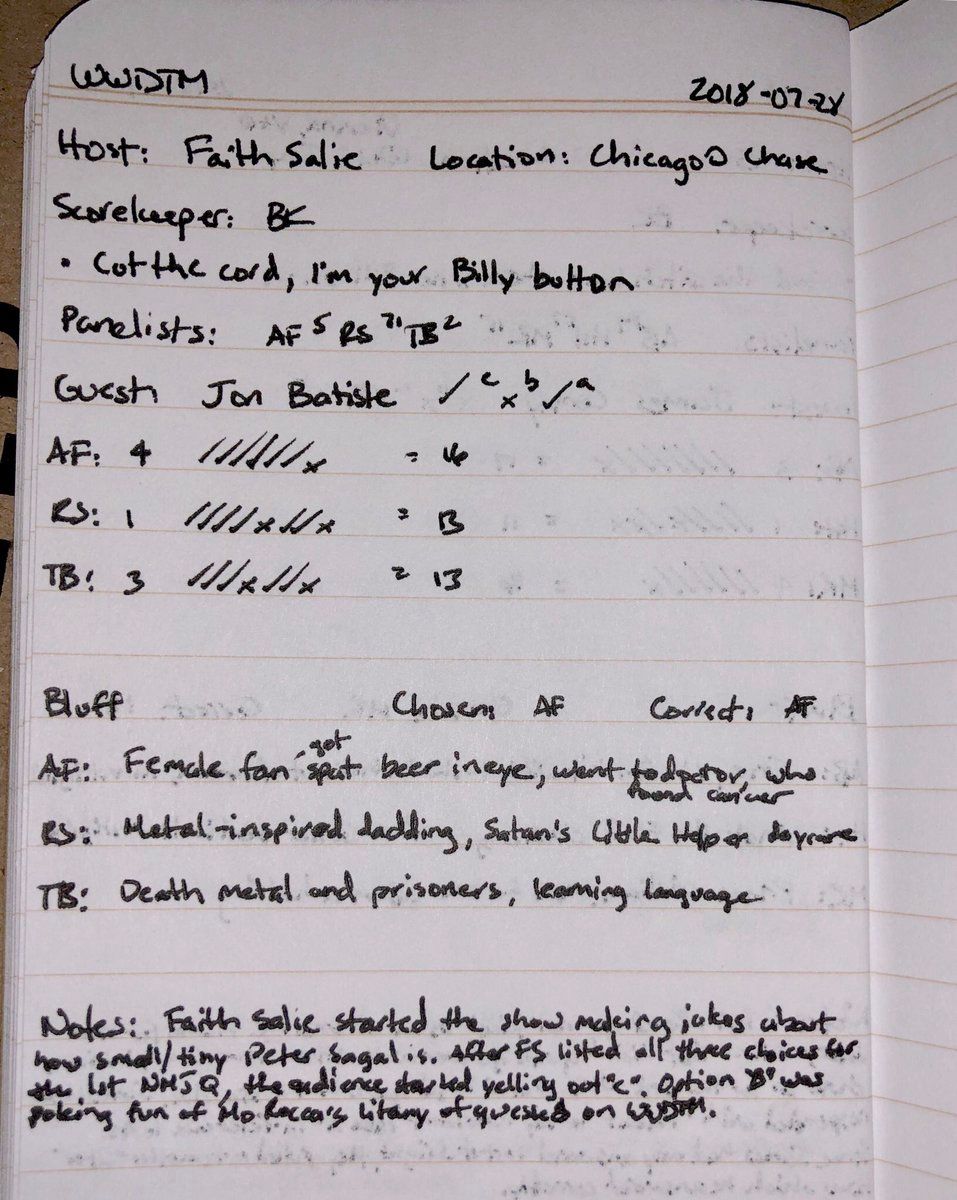 WWDTM 2018-07-28
Host: Faith Salie Location: Chicago Chase
Scorekeeper: BK
• Cut the cord, I'm your Billy button
Panelists: AF 5 RS 71 TB 2
Guest: Jon Batiste ✓ c x b ✓ a
AF: 4 //////x = 16
RS: 1 ////x//x = 13
TB: 3 ///x//x = 13
Bluff Chosen: AF Correct: AF
AF: Female fan got spat beer in eye, went to doctor, who found cancer
RS: Metal-inspired dadding, Satan's Little Helper daycare
TB: Death metal and prisoners, learning language
Notes: Faith Salie started the show making jokes about
how small/tiny Peter Sagal is. After FS listed all three choices for
the 1st NMJQ, the audience started yelling out "c". Option "B" was
poking fun of Mo Rocca's litany of on WWDTM.